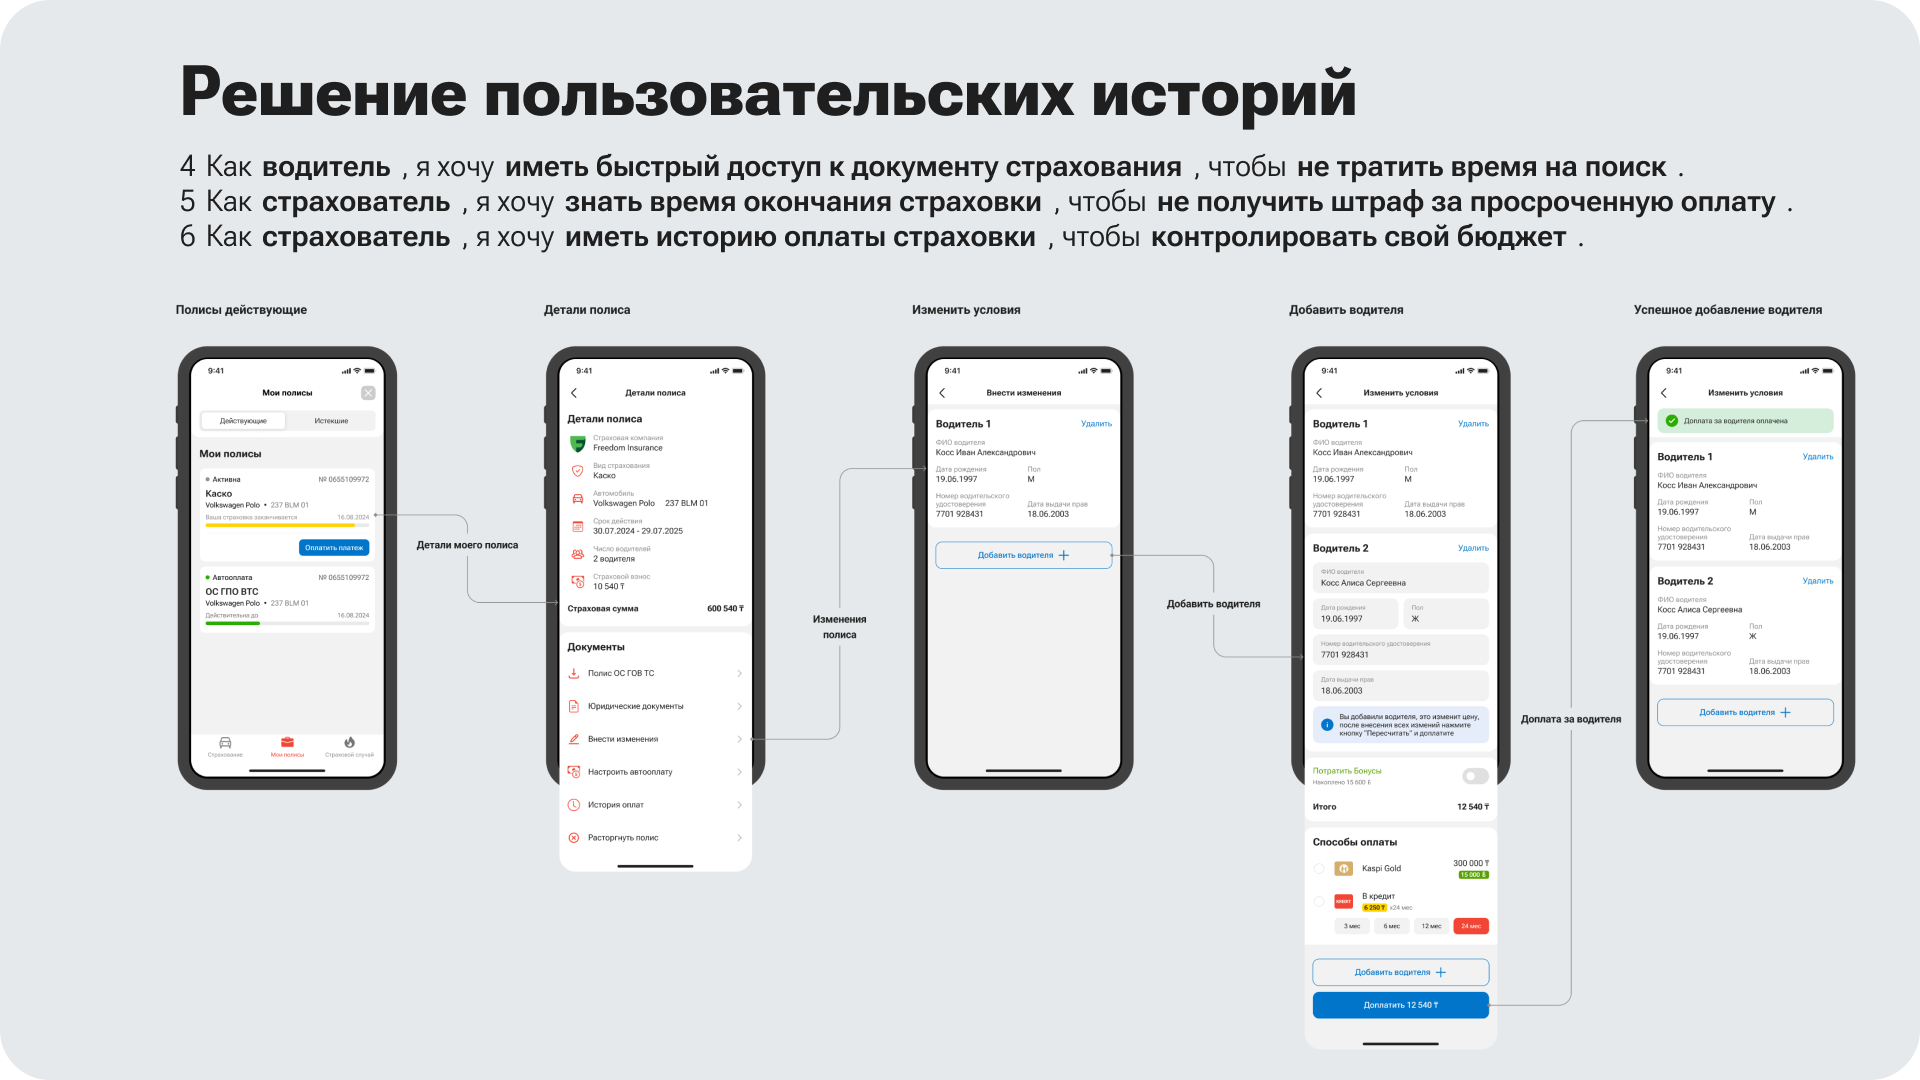 Решение пользовательских историй
4 Как водитель , я хочу иметь быстрый доступ к документу страхования , чтобы не тратить время на поиск .
5 Как страхователь , я хочу знать время окончания страховки , чтобы не получить штраф за просроченную оплату .
6 Как страхователь , я хочу иметь историю оплаты страховки , чтобы контролировать свой бюджет .
Полисы действующие
9:41
Мои полисы
Действующие
Истекшие
Мои полисы
Активна № 0655109972
Каско
Volkswagen Polo • 237 BLM 01
Ваша страховка заканчивается 16.08.2024
Оплатить платеж
Автооплата № 0655109972
ОС ГПО ВТС
Volkswagen Polo • 237 BLM 01
Действительна до 16.08.2024
Страхование
Мои полисы
Страховой случай
Детали моего полиса
Детали полиса
9:41
Детали полиса
Детали полиса
Страховая компания
Freedom Insurance
Вид страхования
Каско
Автомобиль
Volkswagen Polo 237 BLM 01
Срок действия
30.07.2024 - 29.07.2025
Число водителей
2 водителя
Страховой взнос
10 540 ₸
Страховая сумма 600 540 ₸
Документы
Полис ОС ГОВ ТС
Юридические документы
Внести изменения
Настроить автооплату
История оплат
Расторгнуть полис
Изменения
полиса
Изменить условия
9:41
Внести изменения
Водитель 1 Удалить
ФИО водителя
Косс Иван Александрович
Дата рождения Пол
19.06.1997 М
Номер водительского
удостоверения Дата выдачи прав
7701 928431 18.06.2003
Добавить водителя +
Добавить водителя
Добавить водителя
9:41
Изменить условия
Водитель 1 Удалить
ФИО водителя
Косс Иван Александрович
Дата рождения Пол
19.06.1997 М
Номер водительского
удостоверения Дата выдачи прав
7701 928431 18.06.2003
Водитель 2 Удалить
ФИО водителя
Косс Алиса Сергеевна
Дата рождения Пол
19.06.1997 Ж
Номер водительского удостоверения
7701 928431
Дата выдачи прав
18.06.2003
Вы добавили водителя, это изменит цену,
после внесения всех изменений нажмите
кнопку "Пересчитать" и доплатите
Потратить Бонусы
Накоплено 15 600 Б
Итого 12 540 ₸
Способы оплаты
Kaspi Gold 300 000 ₸
15 000 Б
KREDIT
В кредит
6 250 ₸ x24 мес
3 мес 6 мес 12 мес 24 мес
Добавить водителя +
Доплатить 12 540 ₸
Доплата за водителя
Успешное добавление водителя
9:41
Изменить условия
Доплата за водителя оплачена
Водитель 1 Удалить
ФИО водителя
Косс Иван Александрович
Дата рождения Пол
19.06.1997 М
Номер водительского
удостоверения Дата выдачи прав
7701 928431 18.06.2003
Водитель 2 Удалить
ФИО водителя
Косс Алиса Сергеевна
Дата рождения Пол
19.06.1997 Ж
Номер водительского
удостоверения Дата выдачи прав
7701 928431 18.06.2003
Добавить водителя +